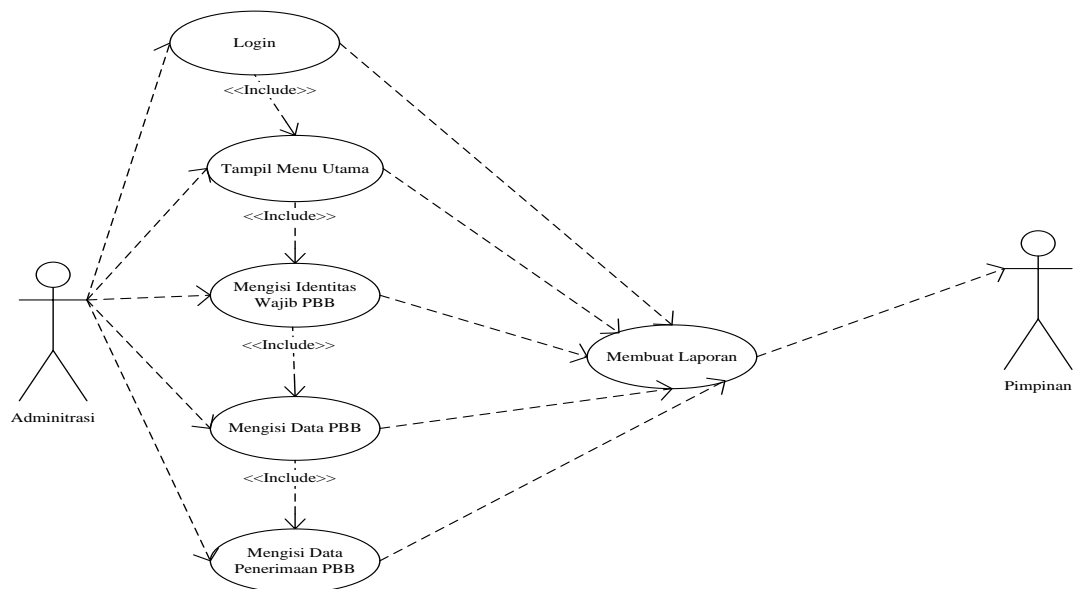 Login
<<Include>>
Tampil Menu Utama
<<Include>>
Mengisi Identitas
Wajib PBB
<<Include>>
Membuat Laporan
Pimpinan
Adminitrasi
Mengisi Data PBB
<<Include>>
Mengisi Data
Penerimaan PBB